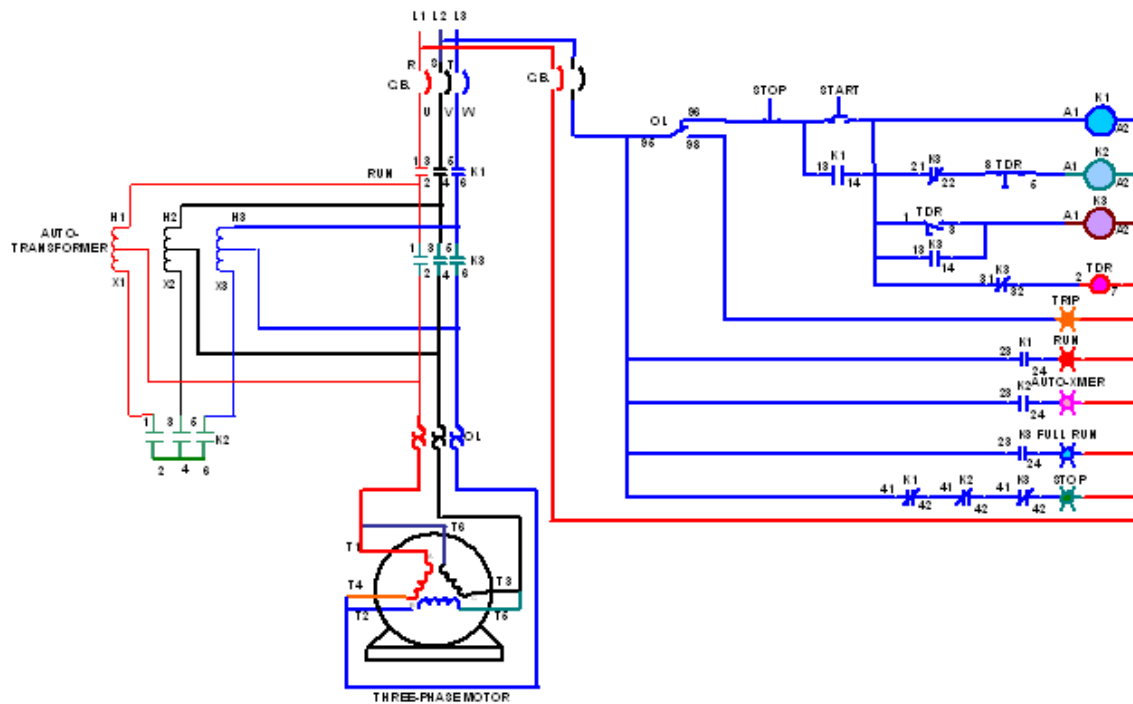 L1 L2 L3
R S T
C.B.
U V W
C.B.
STOP START K1
OL 96
95 98
A1 A2
K1
13 14
K3
21 22
8 TDR 6
K2
A1 A2
TDR
1 3
K3
A1 A2
K3
13 14
K3
31 32
TDR
2 7
TRIP
K1
23 24
RUN
K2
23 24
AUTO-XMER
K3
23 24
FULL RUN
K1
41 42
K2
41 42
K3
41 42
STOP
RUN
1 3 5
2 4 6
K1
H1 H2 H3
AUTO-
TRANSFORMER
X1 X2 X3
1 3 5
2 4 6
K3
1 3 5
K2
2 4 6
OL
T6
T1
T4 T3
T2 T5
THREE-PHASE MOTOR